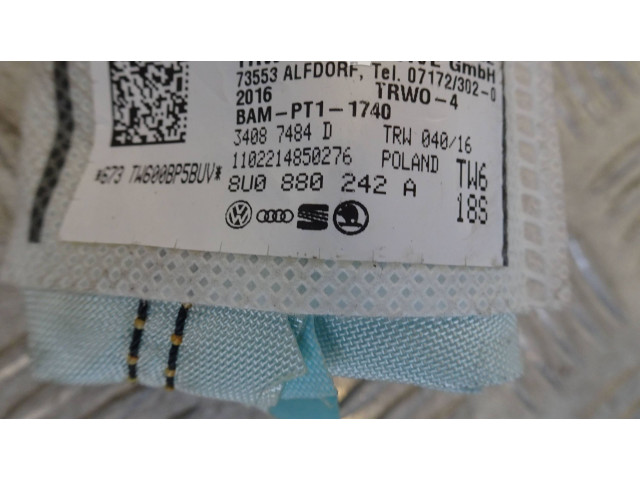 GmbH
73553 ALFDORF, Tel. 07172/302-0
2016 TRWO-4
BAM-PT1-1740
3408 7484 D TRW 040/16
1102214850276 POLAND TW6
*673 TW600BP5BUV*
8U0 880 242 A 18S